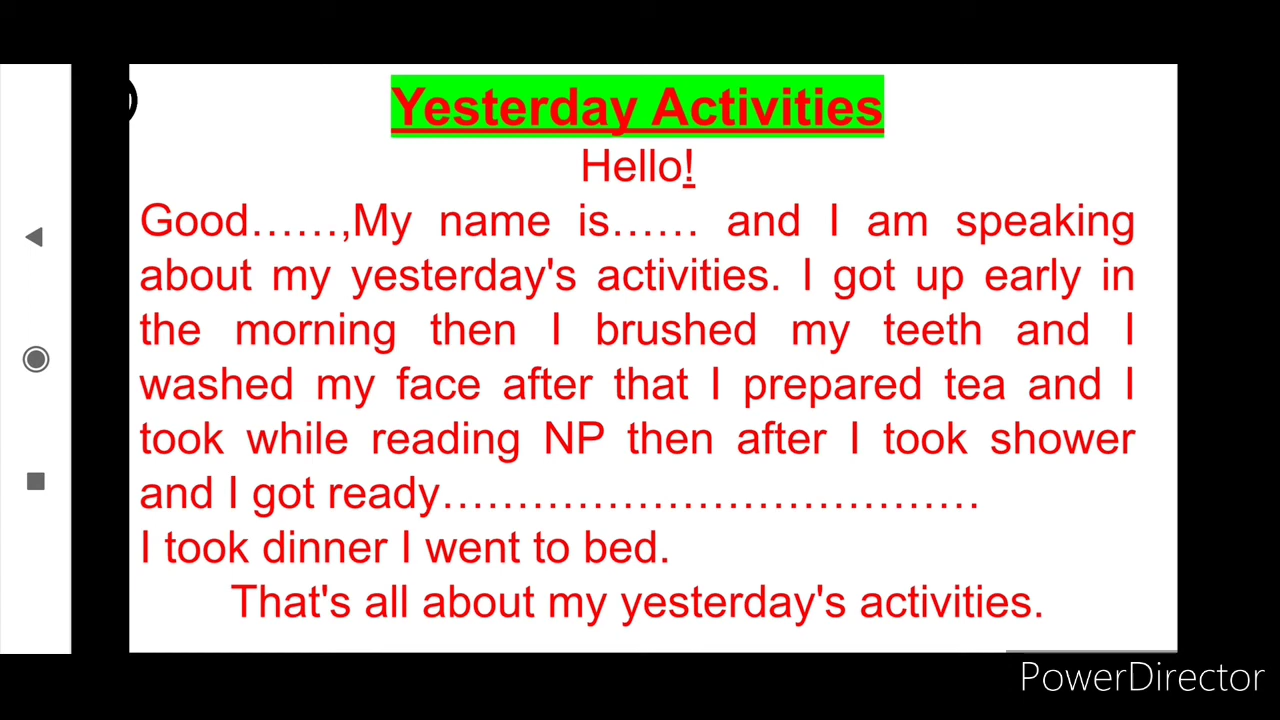 Yesterday Activities
Hello!
Good……,My name is…… and I am speaking
about my yesterday's activities. I got up early in
the morning then I brushed my teeth and I
washed my face after that I prepared tea and I
took while reading NP then after I took shower
and I got ready………………………………
I took dinner I went to bed.
That's all about my yesterday's activities.
PowerDirector